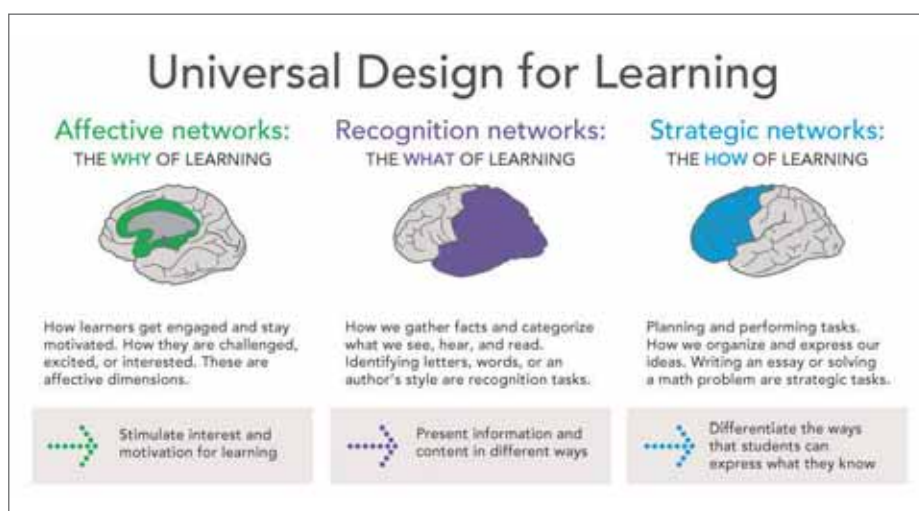 Universal Design for Learning
Affective networks:
THE WHY OF LEARNING
How learners get engaged and stay
motivated. How they are challenged,
excited, or interested. These are
affective dimensions.
Stimulate interest and
motivation for learning
Recognition networks:
THE WHAT OF LEARNING
How we gather facts and categorize
what we see, hear, and read.
Identifying letters, words, or an
author's style are recognition tasks.
Present information and
content in different ways
Strategic networks:
THE HOW OF LEARNING
Planning and performing tasks.
How we organize and express our
ideas. Writing an essay or solving
a math problem are strategic tasks.
Differentiate the ways
that students can
express what they know